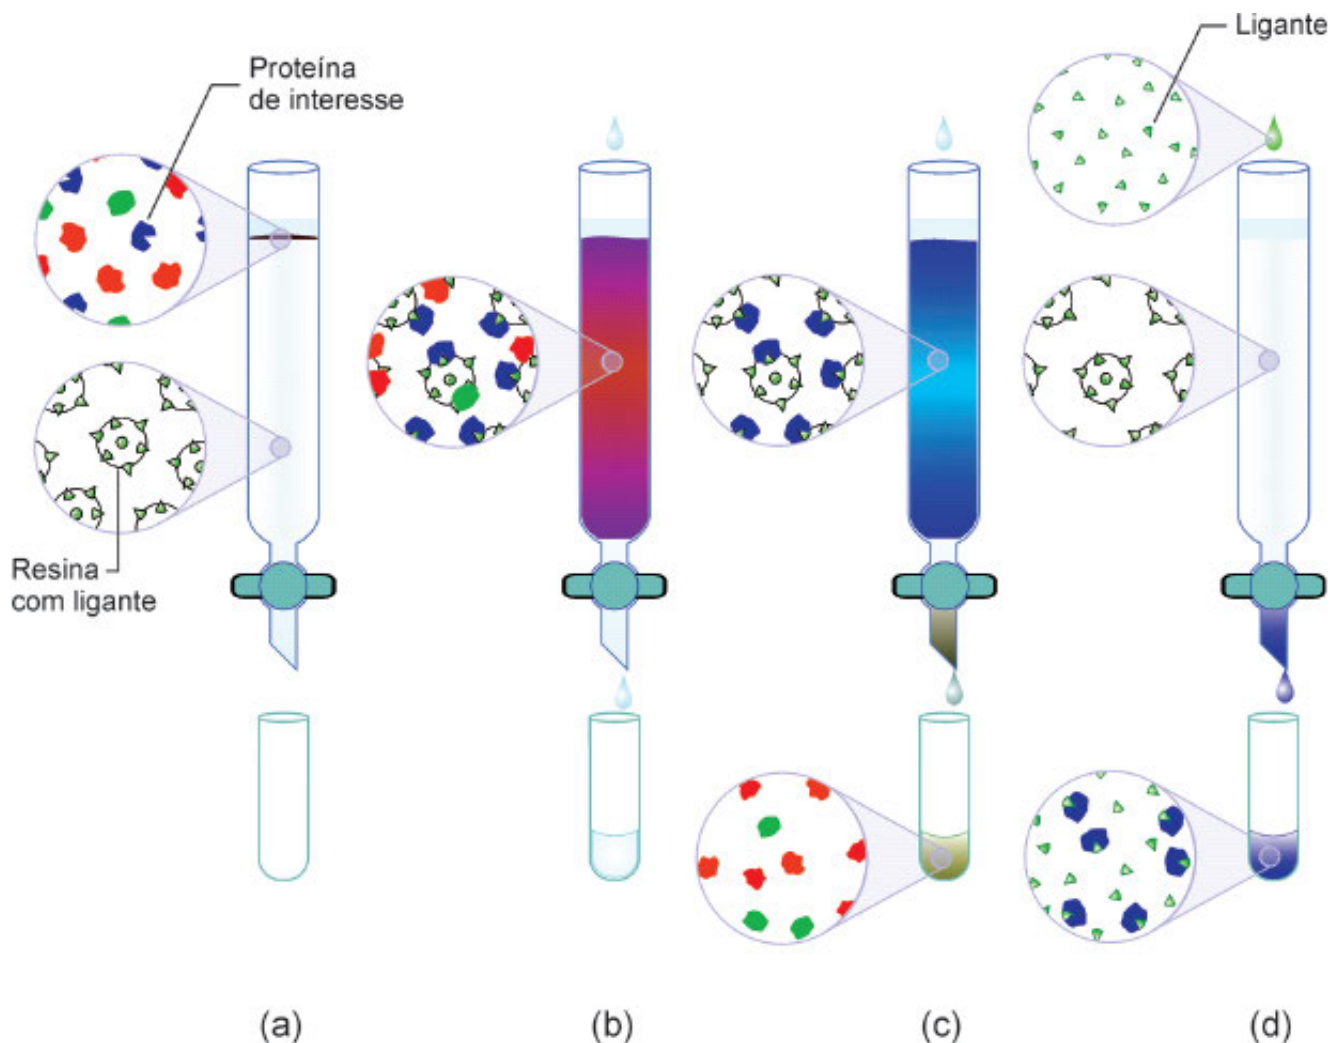 Ligante
Proteína
de interesse
Resina
com ligante
(a)
(b)
(c)
(d)